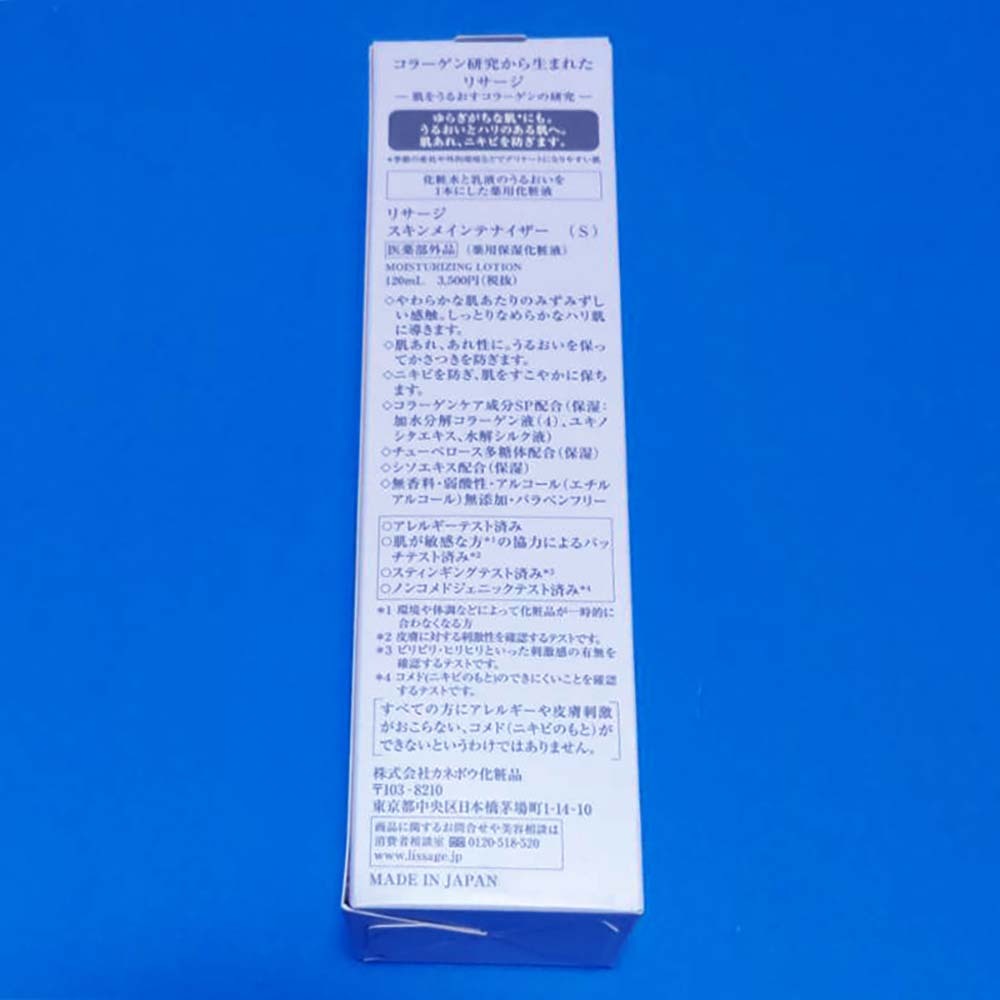 コラーゲン研究から生まれた
リサージ
― 肌をうるおすコラーゲンの研究 ―
ゆらぎがちな肌*にも。
うるおいとハリのある肌へ。
肌あれ、ニキビを防ぎます。
*季節の変化や外的環境などでデリケートになりやすい肌
化粧水と乳液のうるおいを
1本にした薬用化粧液
リサージ
スキンメインテナイザー (S)
医薬部外品 (薬用保湿化粧液)
MOISTURIZING LOTION
120mL 3,500円(税抜)
◇やわらかな肌あたりのみずみずし
い感触。しっとりなめらかなハリ肌
に導きます。
◇肌あれ、あれ性に。うるおいを保っ
てかさつきを防ぎます。
◇ニキビを防ぎ、肌をすこやかに保ち
ます。
◇コラーゲンケア成分SP配合(保湿:
加水分解コラーゲン液(4)、ユキノ
シタエキス、水解シルク液)
◇チューベロース多糖体配合(保湿)
◇シソエキス配合(保湿)
◇無香料・弱酸性・アルコール(エチル
アルコール)無添加・パラベンフリー
○アレルギーテスト済み
○肌が敏感な方*1の協力によるパッ
チテスト済み*2
○スティンギングテスト済み*3
○ノンコメドジェニックテスト済み*4
*1 環境や体調などによって化粧品が一時的に
合わなくなる方
*2 皮膚に対する刺激性を確認するテストです。
*3 ピリピリ・ヒリヒリといった刺激感の有無を
確認するテストです。
*4 コメド(ニキビのもと)のできにくいことを確認
するテストです。
すべての方にアレルギーや皮膚刺激
がおこらない、コメド(ニキビのもと)が
できないというわけではありません。
株式会社カネボウ化粧品
〒103-8210
東京都中央区日本橋茅場町1-14-10
商品に関するお問合せや美容相談は
消費者相談室 0120-518-520
www.lissage.jp
MADE IN JAPAN